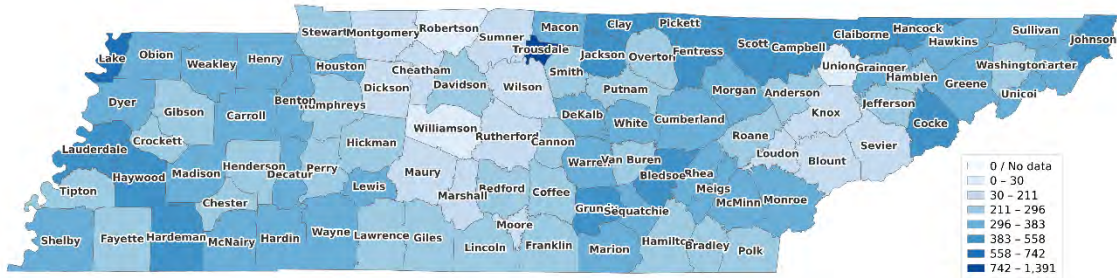 Stewart Montgomery Robertson Sumner Macon Clay Pickett Claiborne Hancock Sullivan
Lake Obion Weakley Henry Houston Cheatham Trousdale Jackson Overton Fentress Scott Campbell Union Grainger Hawkins Johnson
Dyer Gibson Carroll Benton Humphreys Dickson Davidson Wilson Smith Putnam Morgan Anderson Hamblen Jefferson Greene Washington Carter Unicoi
Lauderdale Crockett Haywood Madison Henderson Decatur Perry Hickman Williamson Rutherford Cannon DeKalb White Cumberland Roane Knox Cocke
Tipton Chester Lewis Maury Marshall Bedford Coffee Warren Van Buren Bledsoe Rhea Meigs McMinn Loudon Blount Monroe Sevier
Shelby Fayette Hardeman McNairy Hardin Wayne Lawrence Giles Lincoln Moore Franklin Grundy Sequatchie Marion Hamilton Bradley Polk
0 / No data
0 – 30
30 – 211
211 – 296
296 – 383
383 – 558
558 – 742
742 – 1,391